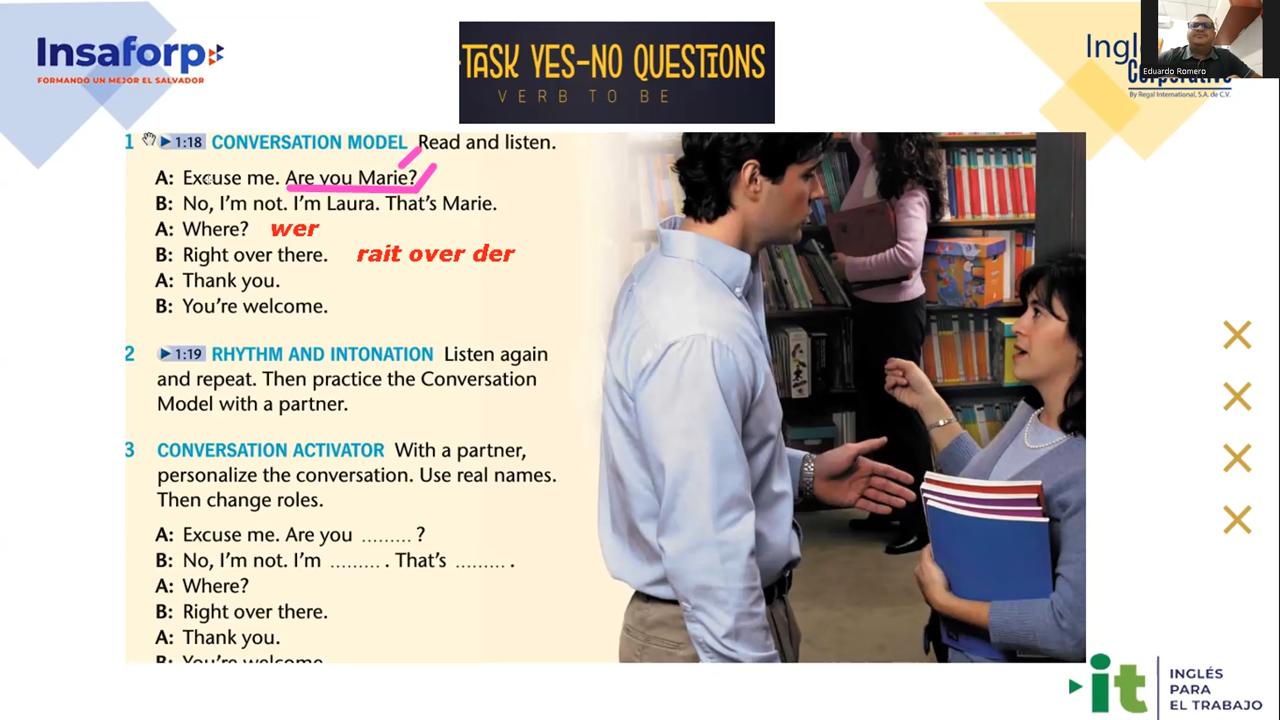 Insaforp
FORMANDO UN MEJOR EL SALVADOR
TASK YES-NO QUESTIONS
VERB TO BE
Eduardo Romero
By Regal International, S.A. de C.V.
1 1:18 CONVERSATION MODEL Read and listen.
A: Excuse me. Are you Marie?
B: No, I'm not. I'm Laura. That's Marie.
A: Where? wer
B: Right over there. rait over der
A: Thank you.
B: You're welcome.
2 1:19 RHYTHM AND INTONATION Listen again
and repeat. Then practice the Conversation
Model with a partner.
3 CONVERSATION ACTIVATOR With a partner,
personalize the conversation. Use real names.
Then change roles.
A: Excuse me. Are you ......... ?
B: No, I'm not. I'm ......... . That's ......... .
A: Where?
B: Right over there.
A: Thank you.
B: You're welcome
it INGLÉS
PARA
EL TRABAJO